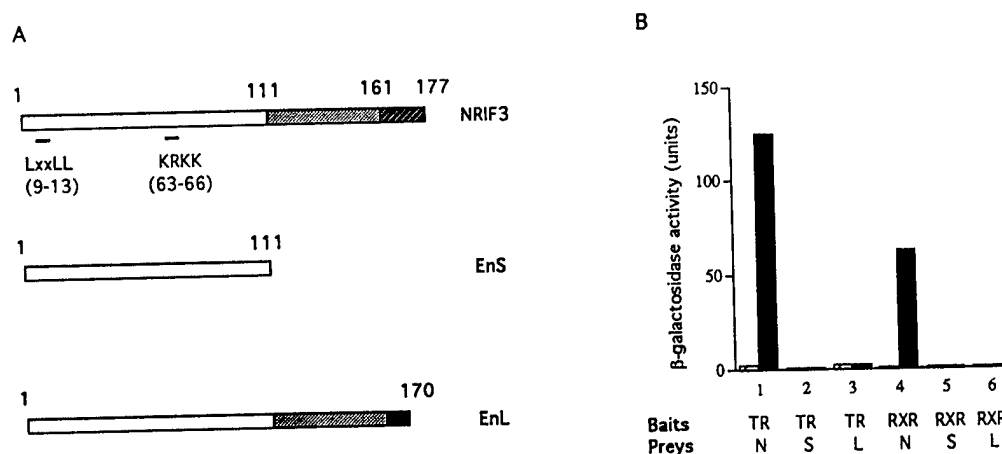 A
1 111 161 177
NRIF3
LxxLL KRKK
(9-13) (63-66)
1 111
EnS
1 170
EnL
B
β-galactosidase activity (units)
150
100
50
0
1 2 3 4 5 6
Baits TR TR TR RXR RXR RXR
Preys N S L N S L